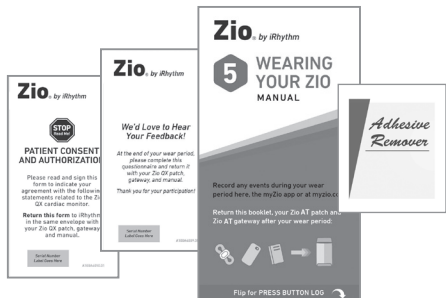 Zio® by iRhythm
STOP
Read Me!
PATIENT CONSENT
AND AUTHORIZATION
Please read and sign this
form to indicate your
agreement with the following
statements related to the Zio
QX cardiac monitor.
Return this form to iRhythm
in the same envelope with
your Zio QX patch, gateway
and manual.
Serial Number
Label Goes Here
Zio® by iRhythm
We'd Love to Hear
Your Feedback!
At the end of your wear period,
please complete this
questionnaire and return it
with your Zio QX patch,
gateway, and manual.
Thank you for your participation!
Serial Number
Label Goes Here
Zio® by iRhythm
5
WEARING
YOUR ZIO
MANUAL
Record any events during your wear
period here, the myZio app or at myzio.c
Return this booklet, your Zio AT patch and
Zio AT gateway after your wear period:
Flip for PRESS BUTTON LOG
Adhesive
Remover